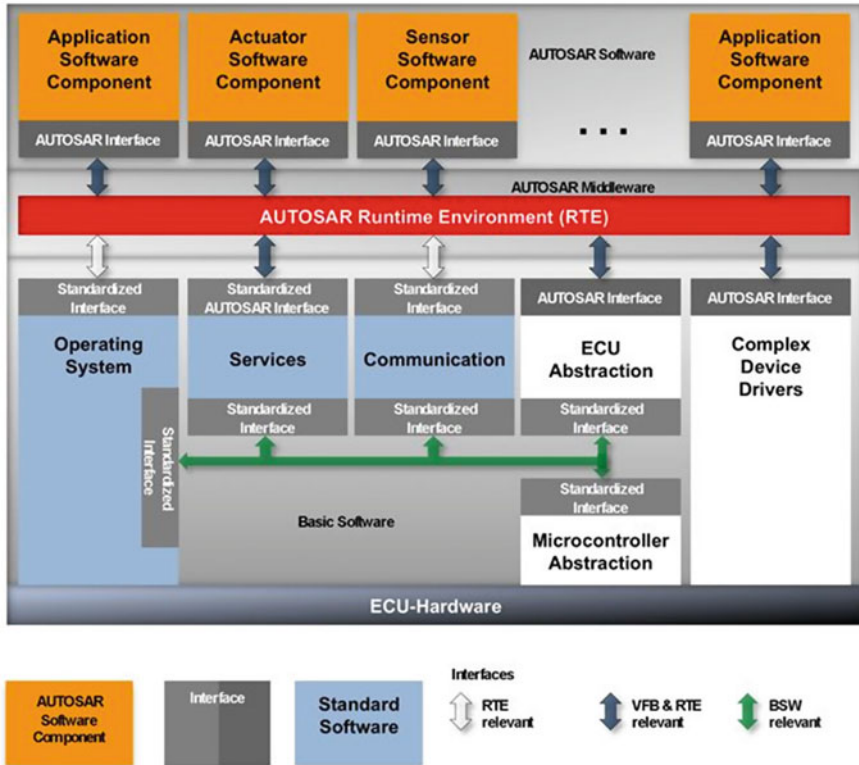 Application
Software
Component
AUTOSAR Interface
Actuator
Software
Component
AUTOSAR Interface
Sensor
Software
Component
AUTOSAR Interface
AUTOSAR Software
...
Application
Software
Component
AUTOSAR Interface
AUTOSAR Middleware
AUTOSAR Runtime Environment (RTE)
Standardized
Interface
Operating
System
Standardized
Interface
Standardized
AUTOSAR Interface
Services
Standardized
Interface
Standardized
Interface
Communication
Standardized
Interface
AUTOSAR Interface
ECU
Abstraction
Standardized
Interface
AUTOSAR Interface
Complex
Device
Drivers
Standardized
Interface
Microcontroller
Abstraction
Basic Software
ECU-Hardware
AUTOSAR
Software
Component
Interface
Standard
Software
Interfaces
RTE
relevant
VFB & RTE
relevant
BSW
relevant